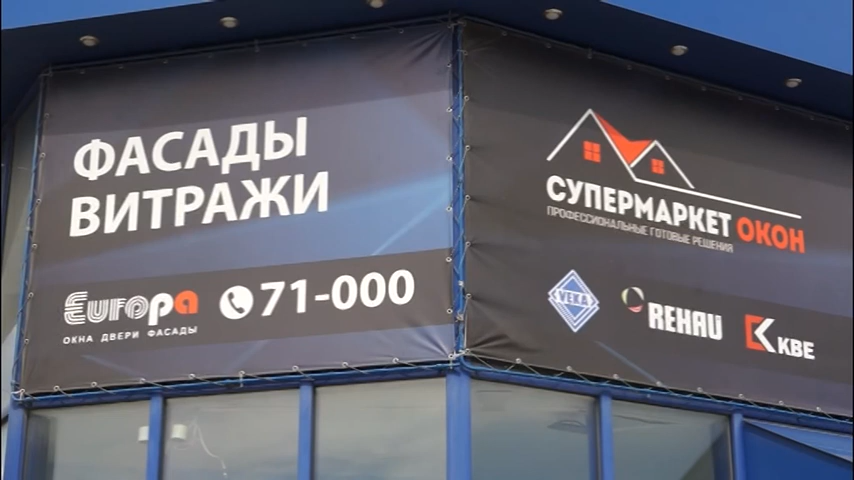 ФАСАДЫ
ВИТРАЖИ
Europa
ОКНА ДВЕРИ ФАСАДЫ
71-000
СУПЕРМАРКЕТ ОКОН
ПРОФЕССИОНАЛЬНЫЕ ГОТОВЫЕ РЕШЕНИЯ
VEKA
REHAU
KBE